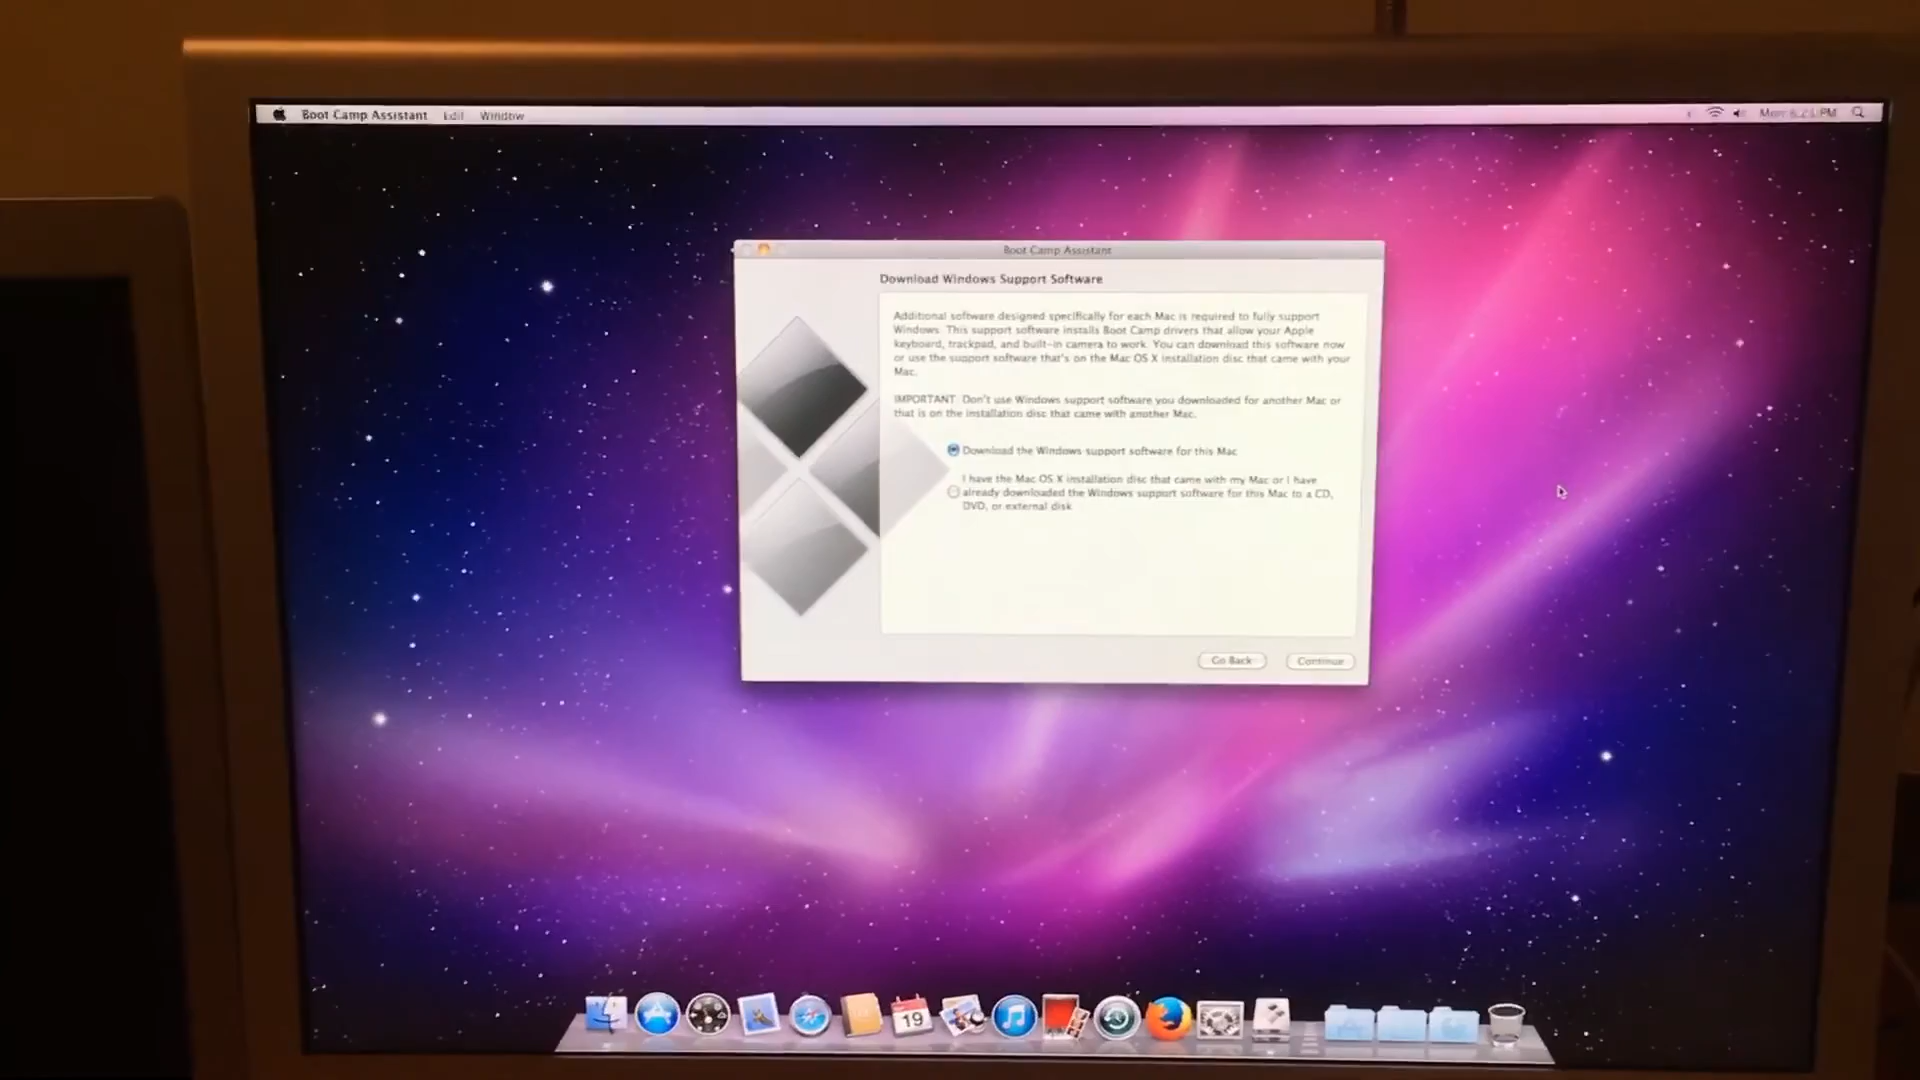 Boot Camp Assistant Edit Window
Boot Camp Assistant
Download Windows Support Software
Additional software designed specifically for each Mac is required to fully support
Windows. This support software installs Boot Camp drivers that allow your Apple
keyboard, trackpad, and built-in camera to work. You can download this software now
or use the support software that's on the Mac OS X installation disc that came with your
Mac.
IMPORTANT: Don't use Windows support software you downloaded for another Mac or
that is on the installation disc that came with another Mac.
Download the Windows support software for this Mac
I have the Mac OS X installation disc that came with my Mac or I have
already downloaded the Windows support software for this Mac to a CD,
DVD, or external disk
Go Back Continue
19